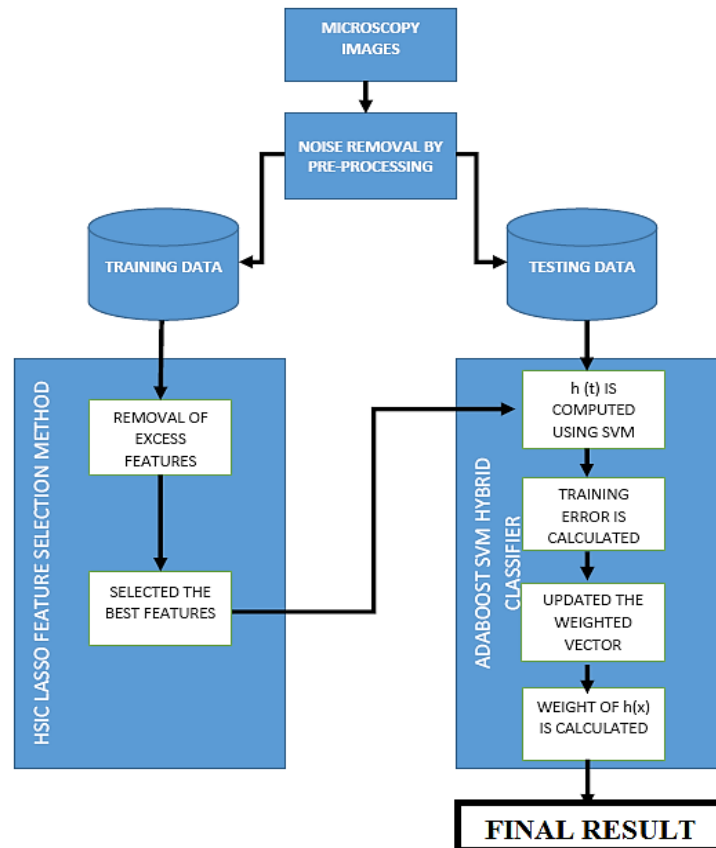 MICROSCOPY
IMAGES
NOISE REMOVAL BY
PRE-PROCESSING
TRAINING DATA
TESTING DATA
HSIC LASSO FEATURE SELECTION METHOD
REMOVAL OF
EXCESS
FEATURES
SELECTED THE
BEST FEATURES
ADABOOST SVM HYBRID
CLASSIFIER
h (t) IS
COMPUTED
USING SVM
TRAINING
ERROR IS
CALCULATED
UPDATED THE
WEIGHTED
VECTOR
WEIGHT OF h(x)
IS CALCULATED
FINAL RESULT